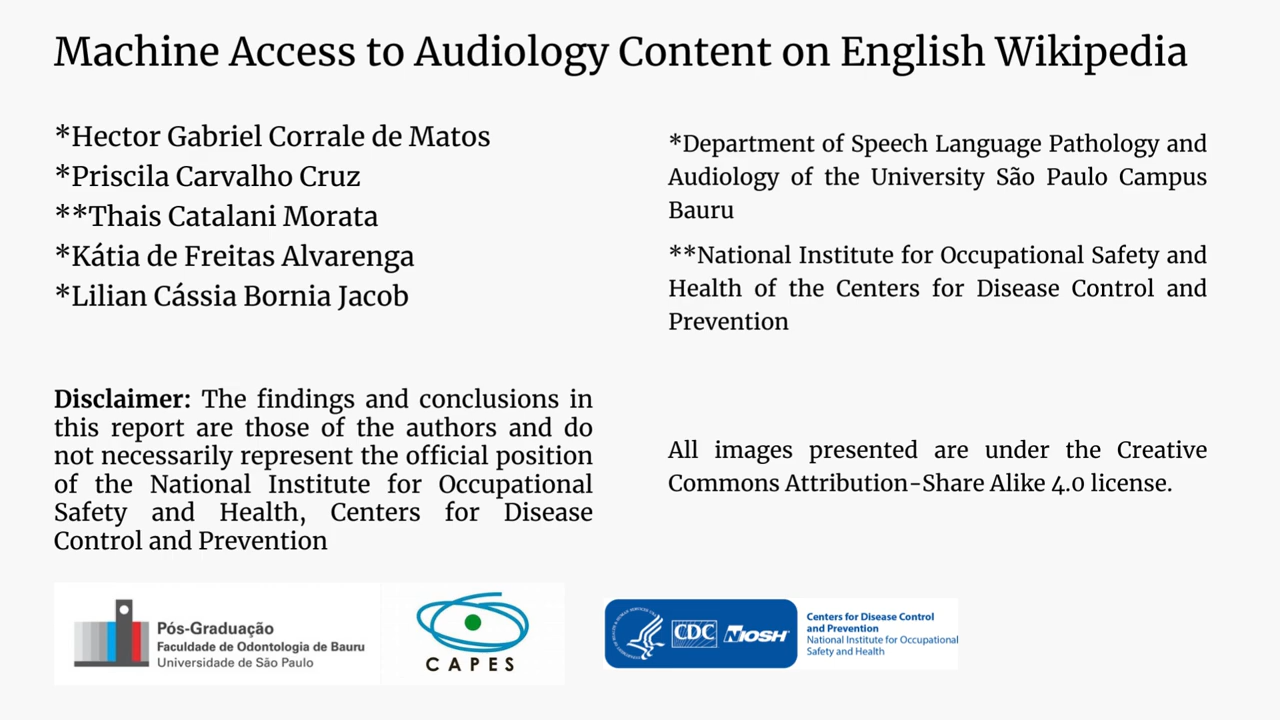 Machine Access to Audiology Content on English Wikipedia
*Hector Gabriel Corrale de Matos
*Priscila Carvalho Cruz
**Thais Catalani Morata
*Kátia de Freitas Alvarenga
*Lilian Cássia Bornia Jacob
*Department of Speech Language Pathology and
Audiology of the University São Paulo Campus
Bauru
**National Institute for Occupational Safety and
Health of the Centers for Disease Control and
Prevention
Disclaimer: The findings and conclusions in
this report are those of the authors and do
not necessarily represent the official position
of the National Institute for Occupational
Safety and Health, Centers for Disease
Control and Prevention
All images presented are under the Creative
Commons Attribution-Share Alike 4.0 license.
Pós-Graduação
Faculdade de Odontologia de Bauru
Universidade de São Paulo
CAPES
CDC NIOSH
Centers for Disease Control
and Prevention
National Institute for Occupational
Safety and Health